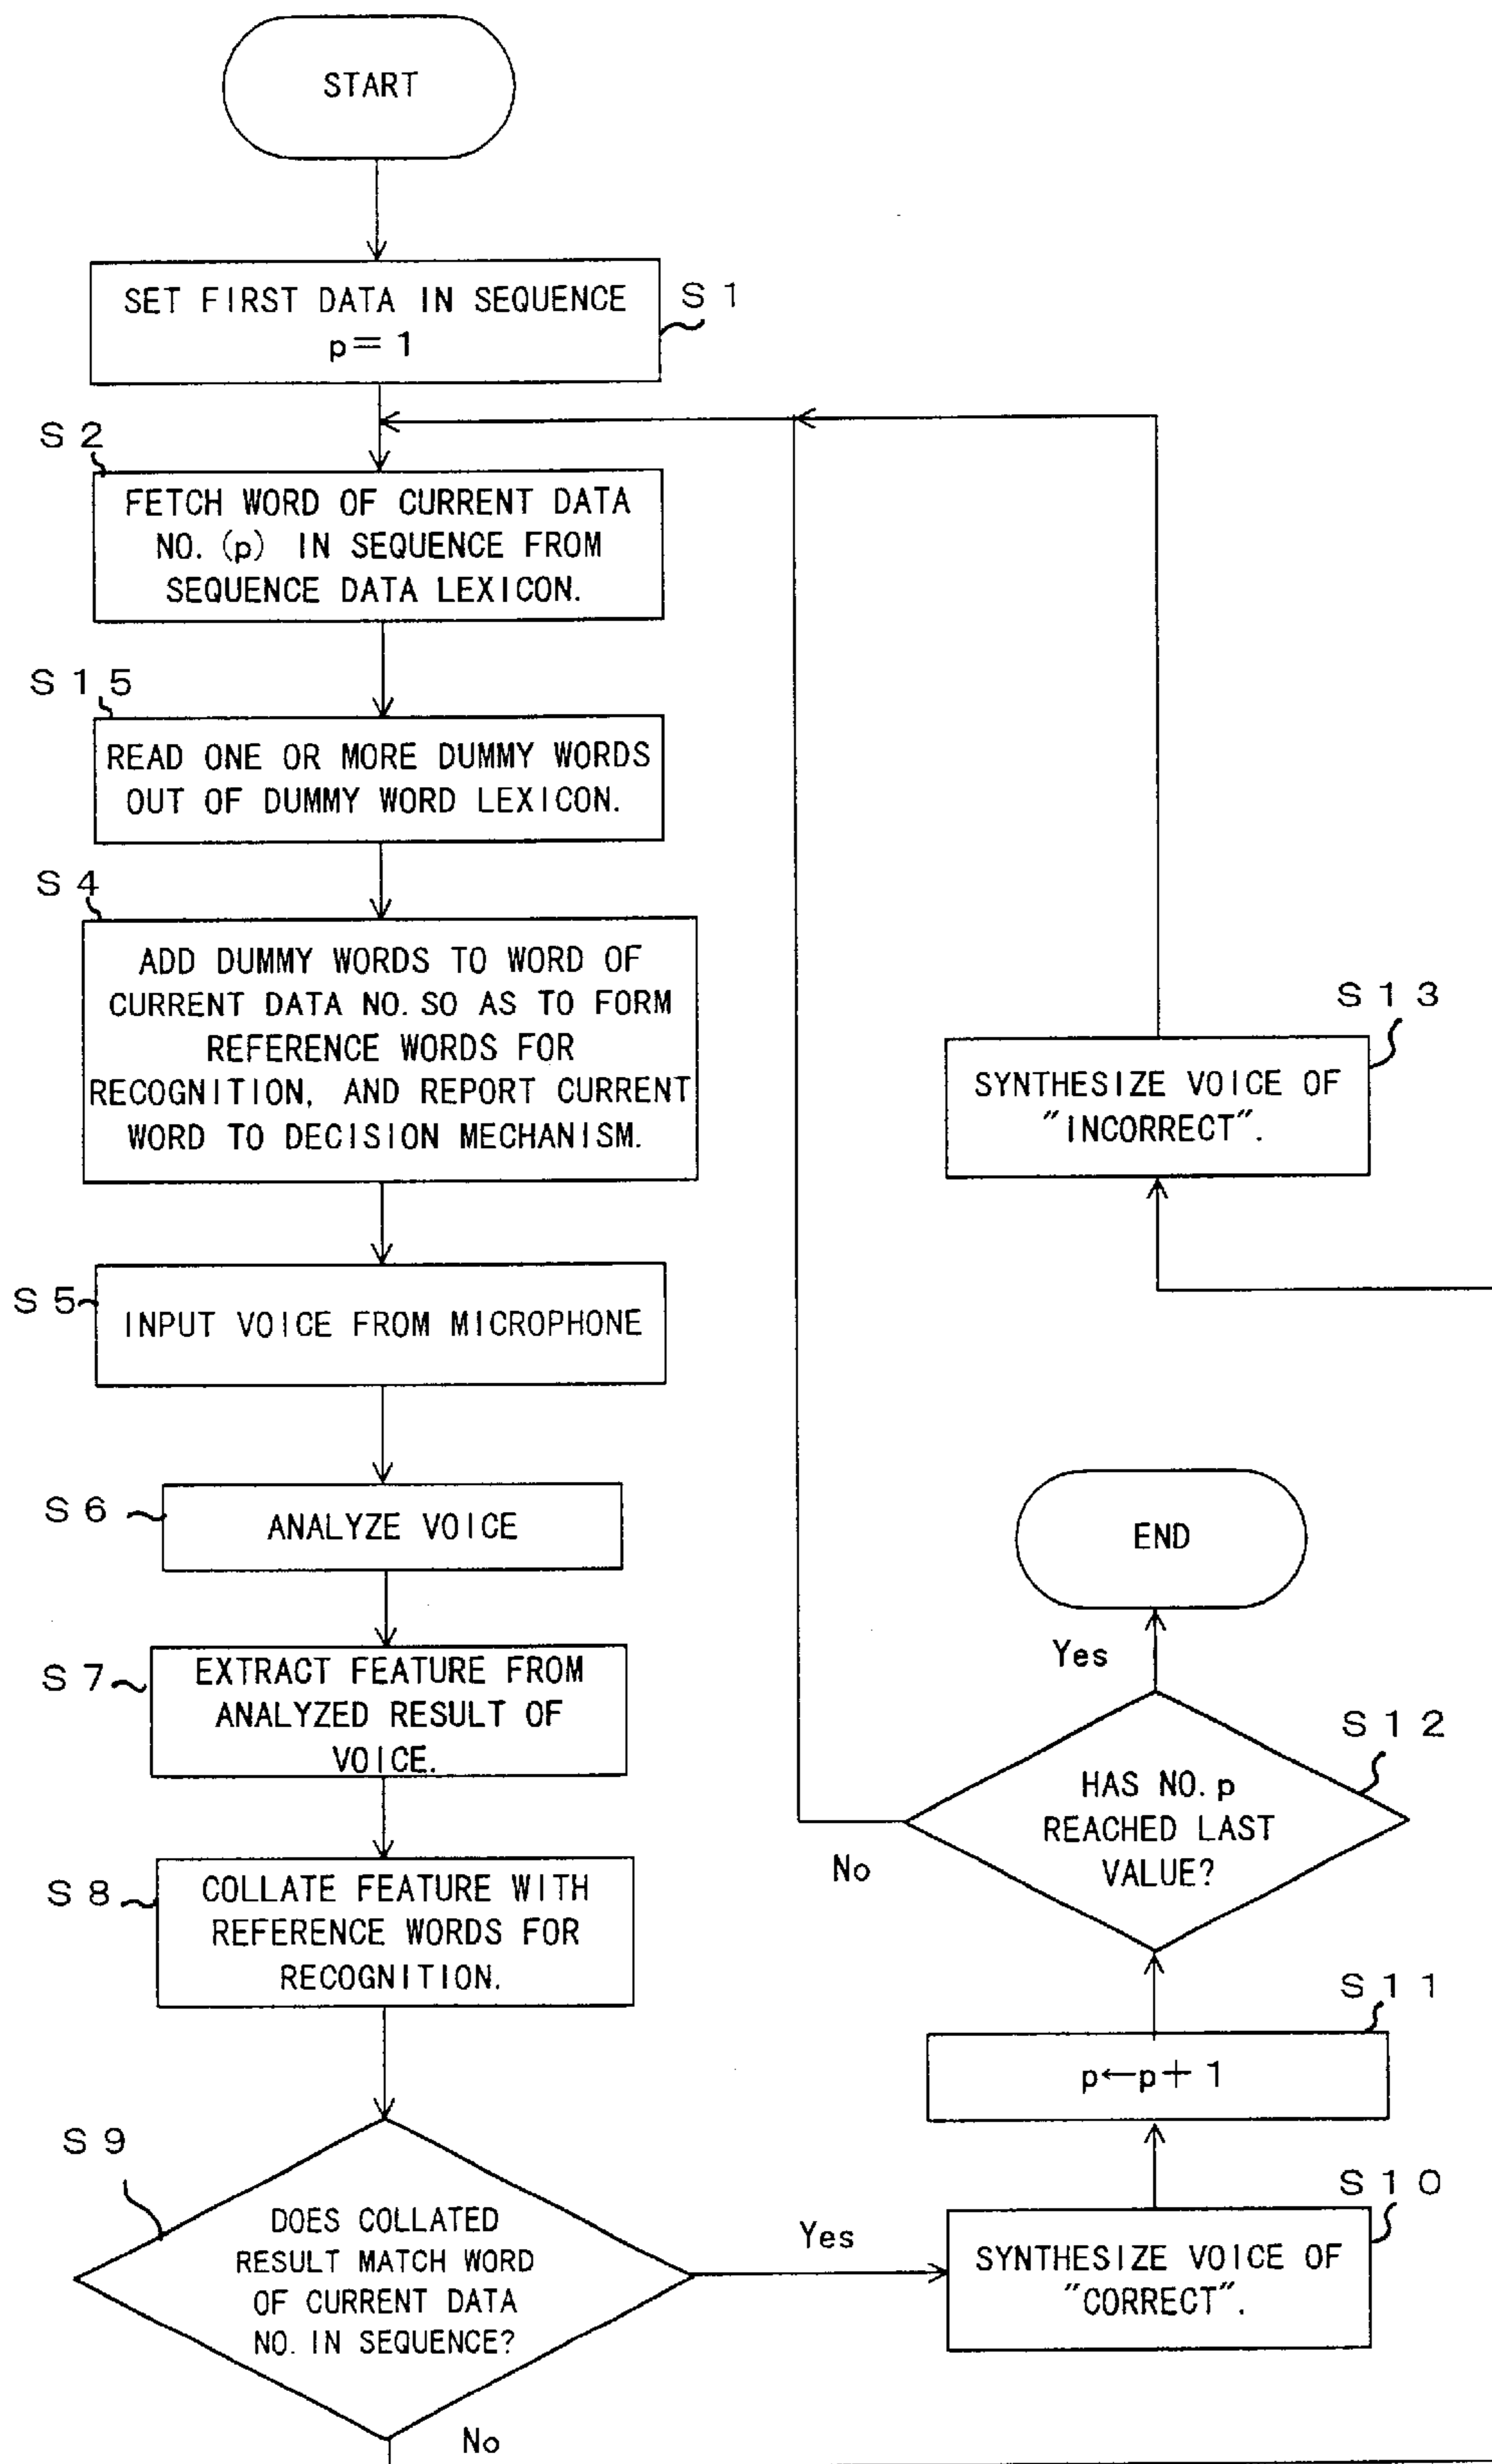 START
SET FIRST DATA IN SEQUENCE
p=1
S1
S2
FETCH WORD OF CURRENT DATA
NO. (p) IN SEQUENCE FROM
SEQUENCE DATA LEXICON.
S15
READ ONE OR MORE DUMMY WORDS
OUT OF DUMMY WORD LEXICON.
S4
ADD DUMMY WORDS TO WORD OF
CURRENT DATA NO. SO AS TO FORM
REFERENCE WORDS FOR
RECOGNITION, AND REPORT CURRENT
WORD TO DECISION MECHANISM.
S5
INPUT VOICE FROM MICROPHONE
S6
ANALYZE VOICE
S7
EXTRACT FEATURE FROM
ANALYZED RESULT OF
VOICE.
S8
COLLATE FEATURE WITH
REFERENCE WORDS FOR
RECOGNITION.
S9
DOES COLLATED
RESULT MATCH WORD
OF CURRENT DATA
NO. IN SEQUENCE?
Yes
No
S10
SYNTHESIZE VOICE OF
"CORRECT".
S11
p←p+1
S12
HAS NO. p
REACHED LAST
VALUE?
No
Yes
END
S13
SYNTHESIZE VOICE OF
"INCORRECT".